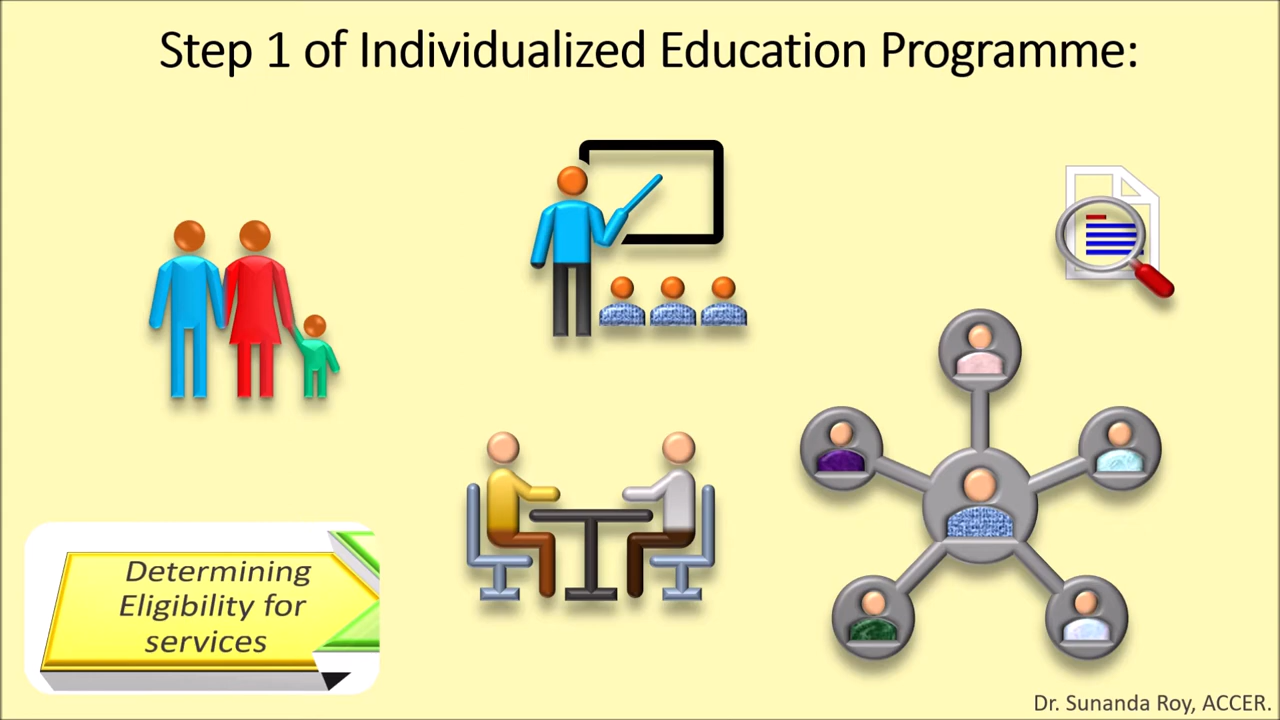 Step 1 of Individualized Education Programme:
Determining
Eligibility for
services
Dr. Sunanda Roy, ACCER.